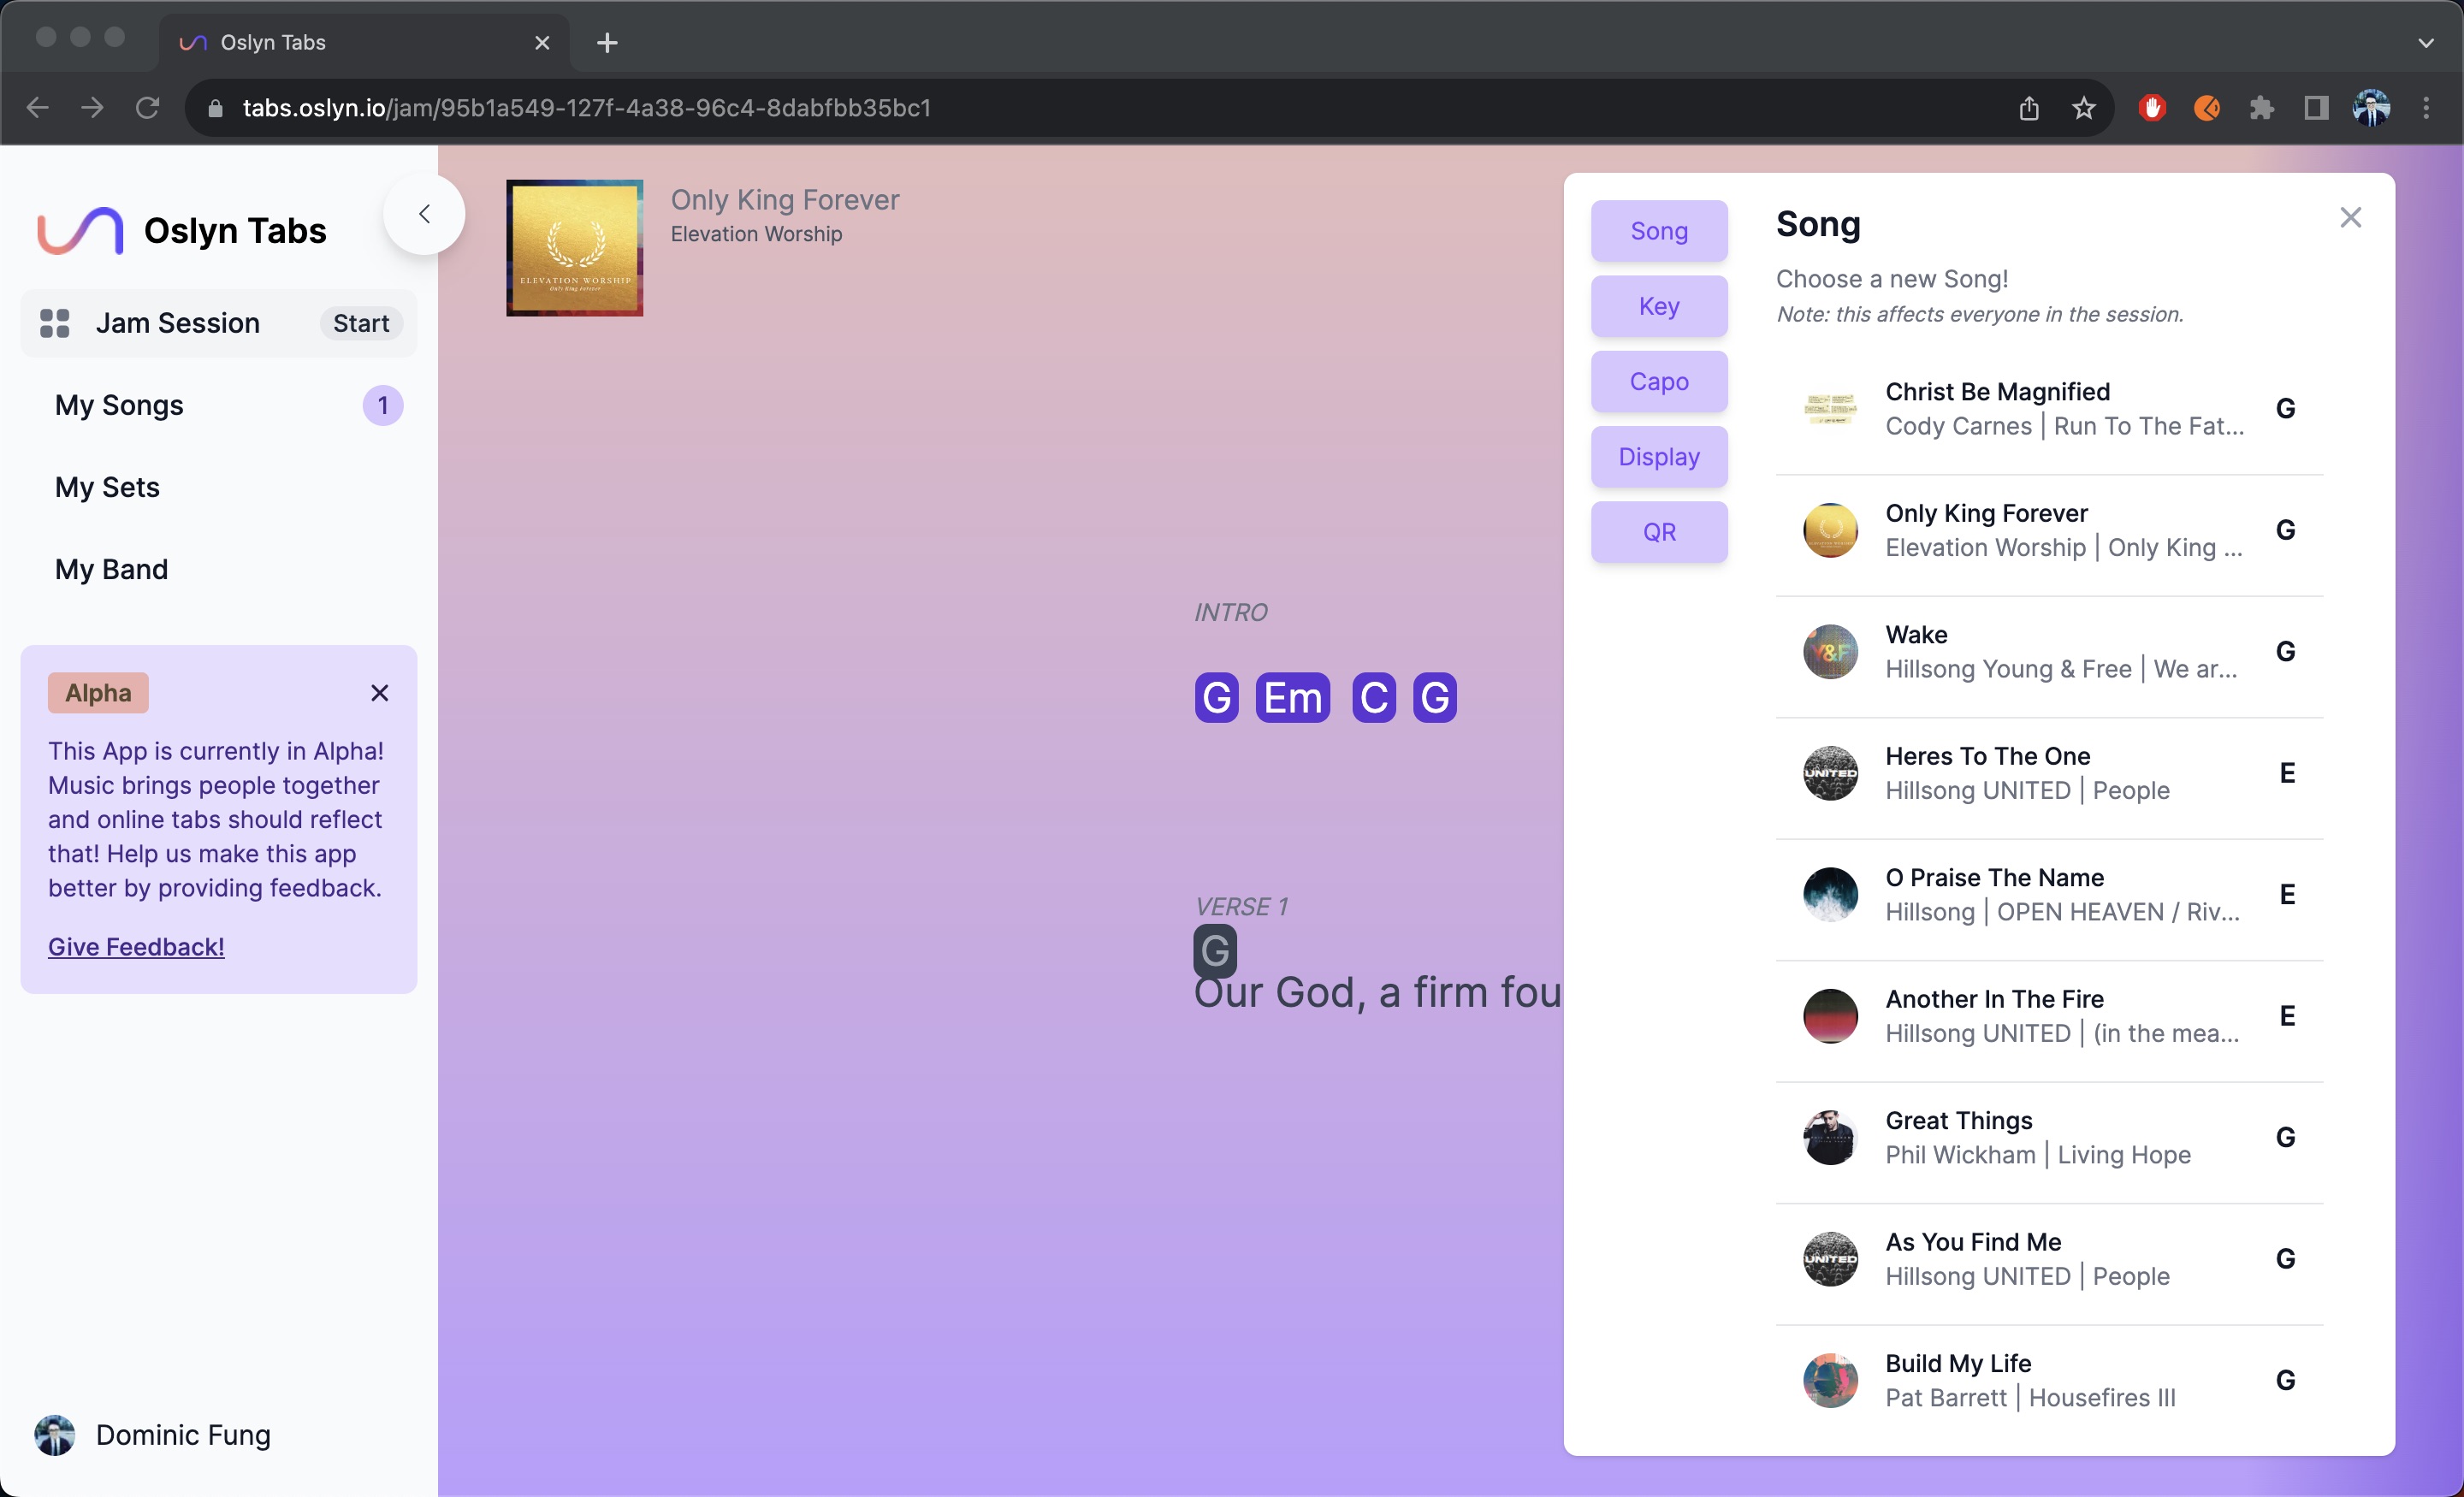 Oslyn Tabs
tabs.oslyn.io/jam/95b1a549-127f-4a38-96c4-8dabfbb35bc1
Oslyn Tabs
Jam Session Start
My Songs 1
My Sets
My Band
Alpha
This App is currently in Alpha!
Music brings people together
and online tabs should reflect
that! Help us make this app
better by providing feedback.
Give Feedback!
Dominic Fung
ELEVATION WORSHIP
Only King Forever
Only King Forever
Elevation Worship
INTRO
G Em C G
VERSE 1
G
Our God, a firm fou
Song
Key
Capo
Display
QR
Song
Choose a new Song!
Note: this affects everyone in the session.
Christ Be Magnified
Cody Carnes | Run To The Fat...
G
Only King Forever
Elevation Worship | Only King ...
G
Wake
Hillsong Young & Free | We ar...
G
Y&F
Heres To The One
Hillsong UNITED | People
E
UNITED
O Praise The Name
Hillsong | OPEN HEAVEN / Riv...
E
Another In The Fire
Hillsong UNITED | (in the mea...
E
Great Things
Phil Wickham | Living Hope
G
As You Find Me
Hillsong UNITED | People
G
UNITED
Build My Life
Pat Barrett | Housefires III
G